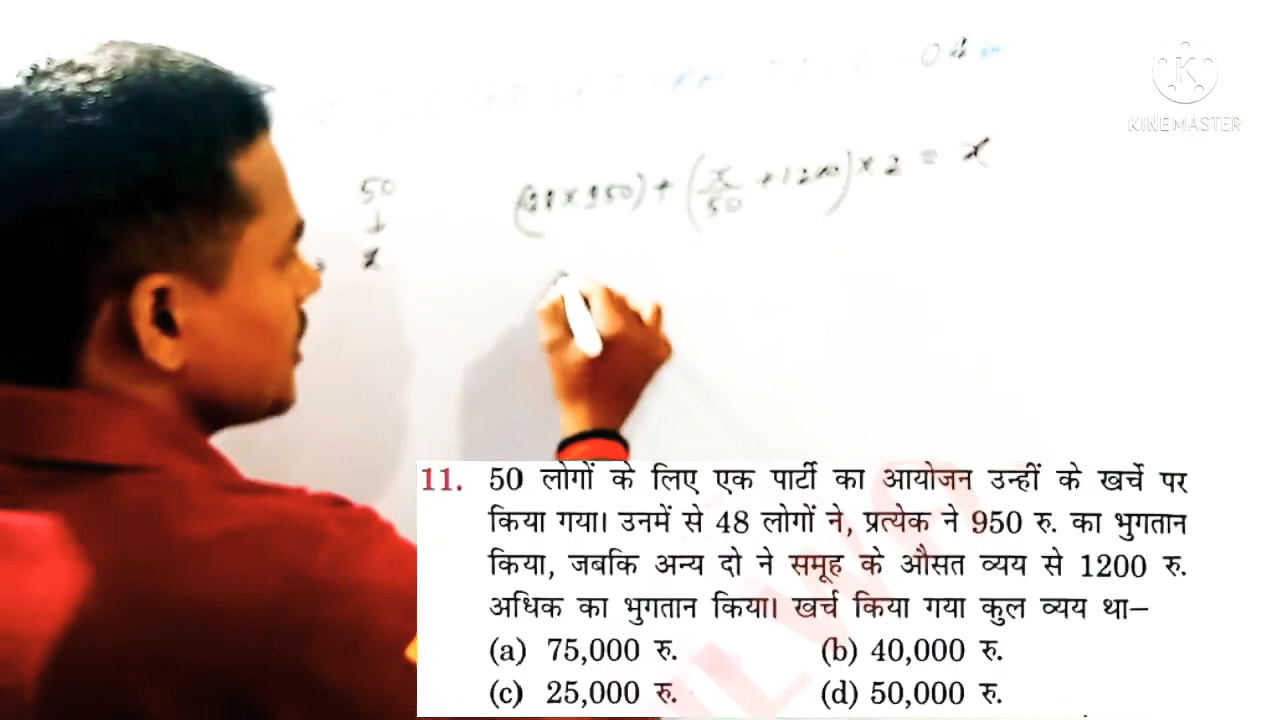 04
KINEMASTER
50
↓
x
(48×950) + (x/50 + 1200) × 2 = x
11. 50 लोगों के लिए एक पार्टी का आयोजन उन्हीं के खर्चे पर
किया गया। उनमें से 48 लोगों ने, प्रत्येक ने 950 रु. का भुगतान
किया, जबकि अन्य दो ने समूह के औसत व्यय से 1200 रु.
अधिक का भुगतान किया। खर्च किया गया कुल व्यय था–
(a) 75,000 रु. (b) 40,000 रु.
(c) 25,000 रु. (d) 50,000 रु.